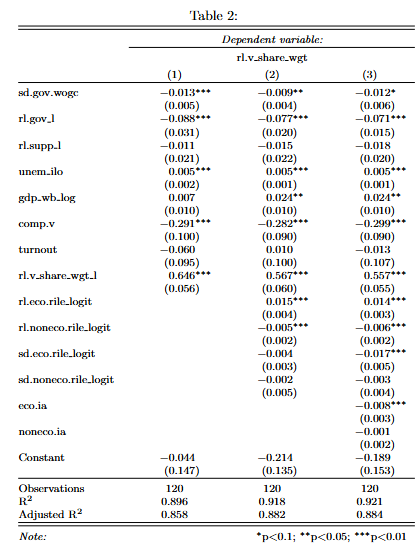 Table 2:
Dependent variable:
rl.v_share_wgt
(1) (2) (3)
sd.gov.wogc −0.013*** −0.009** −0.012*
(0.005) (0.004) (0.006)
rl.gov_l −0.088*** −0.077*** −0.071***
(0.031) (0.020) (0.015)
rl.supp_l −0.011 −0.015 −0.018
(0.021) (0.022) (0.020)
unem_ilo 0.005*** 0.005*** 0.005***
(0.002) (0.001) (0.001)
gdp_wb_log 0.007 0.024** 0.024**
(0.010) (0.010) (0.010)
comp.v −0.291*** −0.282*** −0.299***
(0.100) (0.090) (0.090)
turnout −0.060 0.010 −0.013
(0.095) (0.100) (0.107)
rl.v_share_wgt_l 0.646*** 0.567*** 0.557***
(0.056) (0.060) (0.055)
rl.eco.rile_logit 0.015*** 0.014***
(0.004) (0.003)
rl.noneco.rile_logit −0.005*** −0.006***
(0.002) (0.002)
sd.eco.rile_logit −0.004 −0.017***
(0.003) (0.005)
sd.noneco.rile_logit −0.002 −0.003
(0.005) (0.004)
eco.ia −0.008***
(0.003)
noneco.ia −0.001
(0.002)
Constant −0.044 −0.214 −0.189
(0.147) (0.135) (0.153)
Observations 120 120 120
R² 0.896 0.918 0.921
Adjusted R² 0.858 0.882 0.884
Note: *p<0.1; **p<0.05; ***p<0.01